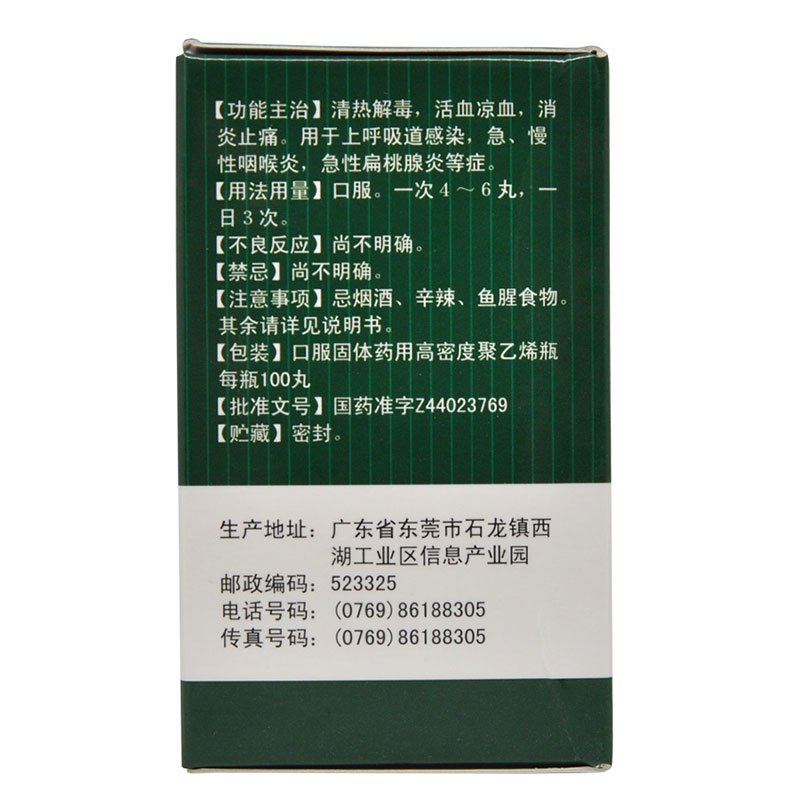 【功能主治】清热解毒，活血凉血，消
炎止痛。用于上呼吸道感染，急、慢
性咽喉炎，急性扁桃腺炎等症。
【用法用量】口服。一次4～6丸，一
日3次。
【不良反应】尚不明确。
【禁忌】尚不明确。
【注意事项】忌烟酒、辛辣、鱼腥食物。
其余请详见说明书。
【包装】口服固体药用高密度聚乙烯瓶
每瓶100丸
【批准文号】国药准字Z44023769
【贮藏】密封。
生产地址：广东省东莞市石龙镇西
湖工业区信息产业园
邮政编码：523325
电话号码：(0769)86188305
传真号码：(0769)86188305